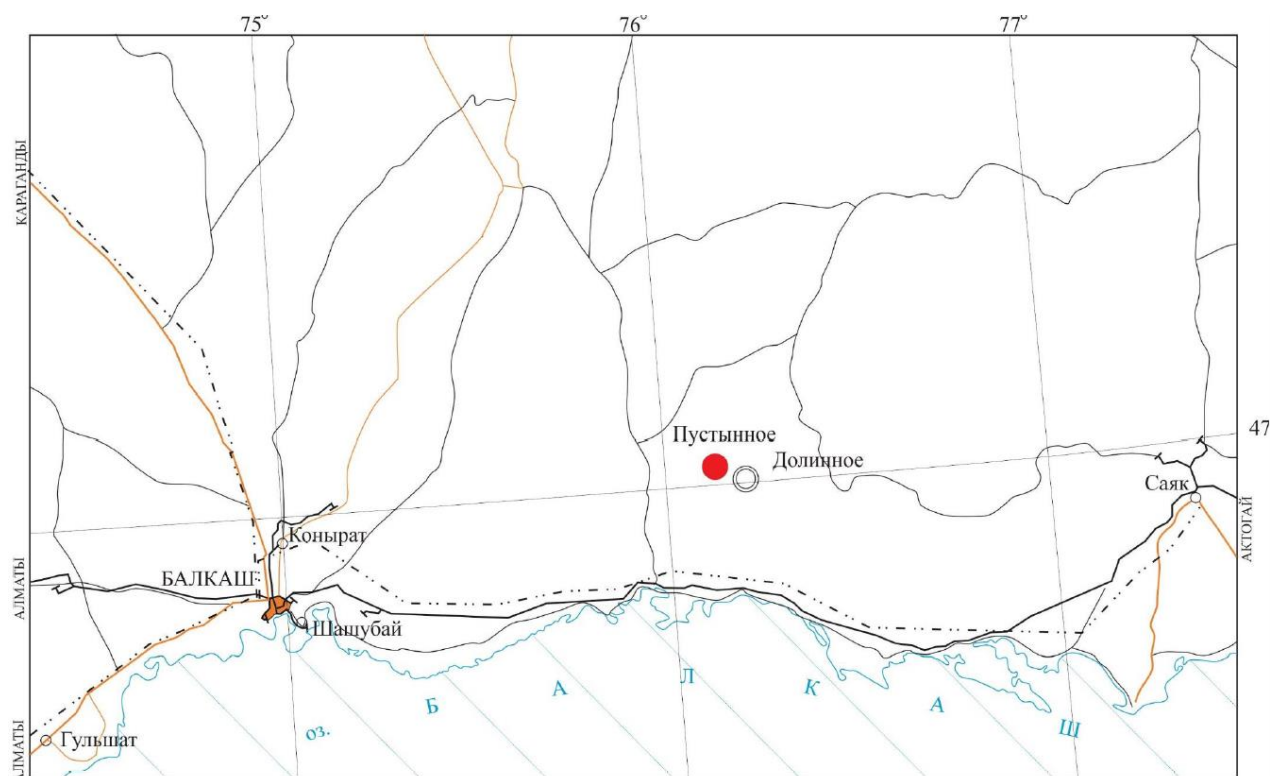 75°
76°
77°
КАРАГАНДЫ
47
Пустынное
Долинное
Саяк
АКТОГАЙ
Конырат
БАЛКАШ
АЛМАТЫ
Шашубай
оз.
Б А Л К А Ш
Гульшат
АЛМАТЫ